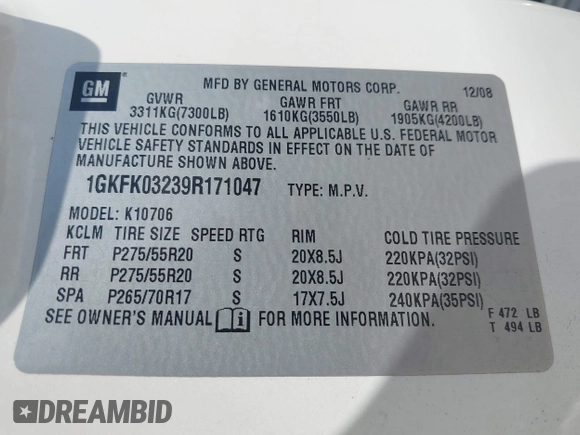 GM
MFD BY GENERAL MOTORS CORP. 12/08
GVWR GAWR FRT GAWR RR
3311KG(7300LB) 1610KG(3550LB) 1905KG(4200LB)
THIS VEHICLE CONFORMS TO ALL APPLICABLE U.S. FEDERAL MOTOR
VEHICLE SAFETY STANDARDS IN EFFECT ON THE DATE OF
MANUFACTURE SHOWN ABOVE.
1GKFK03239R171047 TYPE: M.P.V.
MODEL: K10706
KCLM TIRE SIZE SPEED RTG RIM COLD TIRE PRESSURE
FRT P275/55R20 S 20X8.5J 220KPA(32PSI)
RR P275/55R20 S 20X8.5J 220KPA(32PSI)
SPA P265/70R17 S 17X7.5J 240KPA(35PSI)
SEE OWNER'S MANUAL FOR MORE INFORMATION.
F 472 LB
T 494 LB
DREAMBID